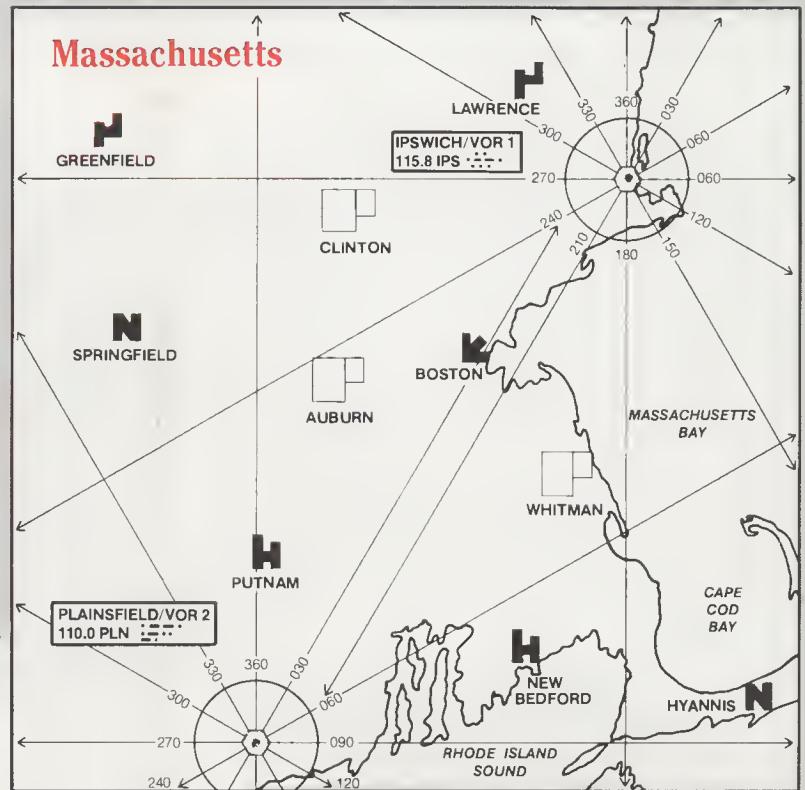 Massachusetts
LAWRENCE
GREENFIELD
IPSWICH/VOR 1
115.8 IPS
360
030
060
060
120
150
180
210
240
270
300
330
CLINTON
SPRINGFIELD
BOSTON
AUBURN
MASSACHUSETTS
BAY
WHITMAN
PUTNAM
CAPE
COD
BAY
PLAINSFIELD/VOR 2
110.0 PLN
360
030
060
090
120
240
270
300
330
NEW
BEDFORD
HYANNIS
RHODE ISLAND
SOUND